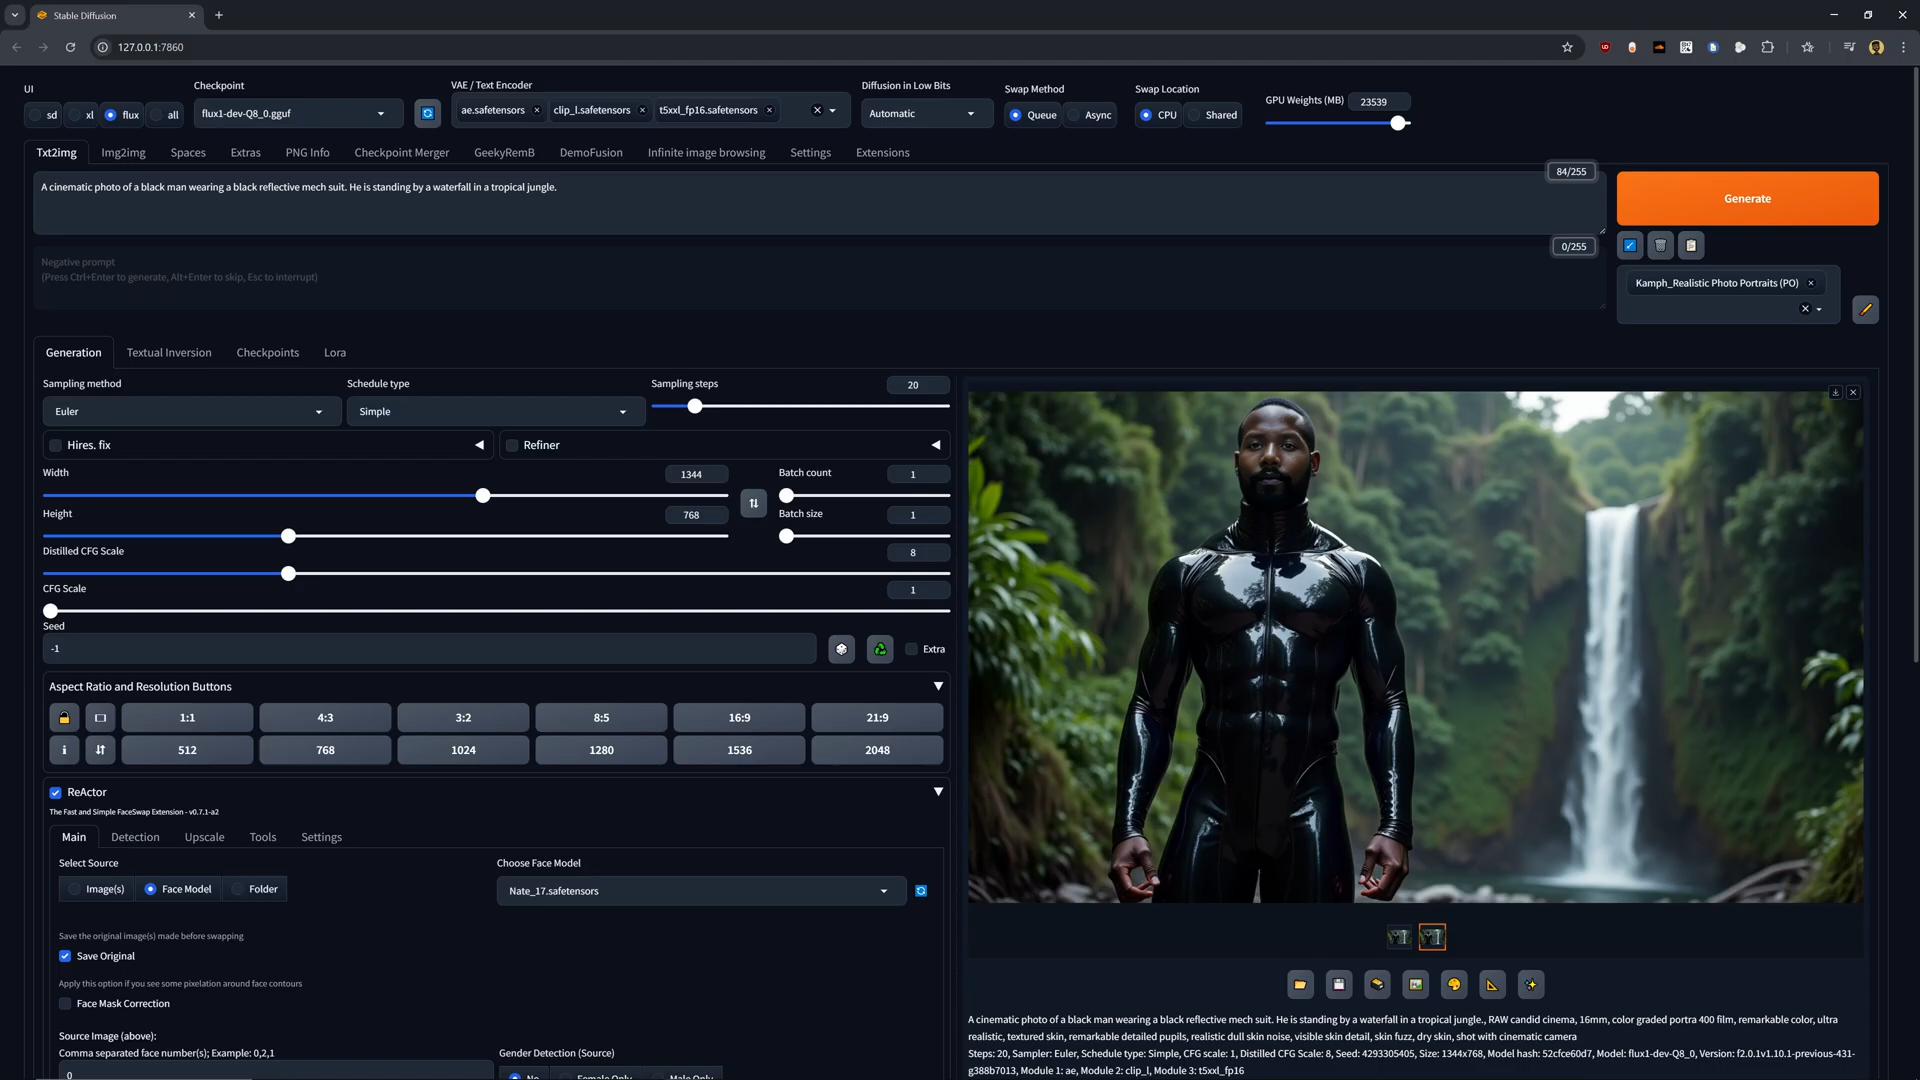 Stable Diffusion
127.0.0.1:7860
UI
sd
xl
flux
all
Checkpoint
flux1-dev-Q8_0.gguf
VAE / Text Encoder
ae.safetensors
clip_l.safetensors
t5xxl_fp16.safetensors
Diffusion in Low Bits
Automatic
Swap Method
Queue
Async
Swap Location
CPU
Shared
GPU Weights (MB)
23539
Txt2img
Img2img
Spaces
Extras
PNG Info
Checkpoint Merger
GeekyRemB
DemoFusion
Infinite image browsing
Settings
Extensions
84/255
A cinematic photo of a black man wearing a black reflective mech suit. He is standing by a waterfall in a tropical jungle.
Generate
0/255
Negative prompt
(Press Ctrl+Enter to generate, Alt+Enter to skip, Esc to interrupt)
Kamph_Realistic Photo Portraits (PO)
Generation
Textual Inversion
Checkpoints
Lora
Sampling method
Euler
Schedule type
Simple
Sampling steps
20
Hires. fix
Refiner
Width
1344
Batch count
1
Height
768
Batch size
1
Distilled CFG Scale
8
CFG Scale
1
Seed
-1
Extra
Aspect Ratio and Resolution Buttons
1:1
4:3
3:2
8:5
16:9
21:9
512
768
1024
1280
1536
2048
ReActor
The Fast and Simple FaceSwap Extension - v0.7.1-a2
Main
Detection
Upscale
Tools
Settings
Select Source
Image(s)
Face Model
Folder
Choose Face Model
Nate_17.safetensors
Save the original image(s) made before swapping
Save Original
Apply this option if you see some pixelation around face contours
Face Mask Correction
Source Image (above):
Comma separated face number(s); Example: 0,2,1
0
Gender Detection (Source)
No
Female Only
Male Only
A cinematic photo of a black man wearing a black reflective mech suit. He is standing by a waterfall in a tropical jungle., RAW candid cinema, 16mm, color graded portra 400 film, remarkable color, ultra
realistic, textured skin, remarkable detailed pupils, realistic dull skin noise, visible skin detail, skin fuzz, dry skin, shot with cinematic camera
Steps: 20, Sampler: Euler, Schedule type: Simple, CFG scale: 1, Distilled CFG Scale: 8, Seed: 4293305405, Size: 1344x768, Model hash: 52cfce60d7, Model: flux1-dev-Q8_0, Version: f2.0.1v1.10.1-previous-431-
g388b7013, Module 1: ae, Module 2: clip_l, Module 3: t5xxl_fp16